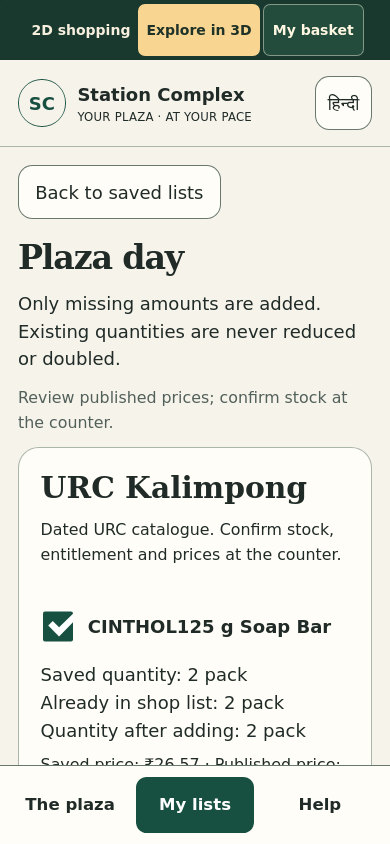 2D shopping
Explore in 3D
My basket
SC
Station Complex
YOUR PLAZA · AT YOUR PACE
हिन्दी
Back to saved lists
Plaza day
Only missing amounts are added.
Existing quantities are never reduced
or doubled.
Review published prices; confirm stock at
the counter.
URC Kalimpong
Dated URC catalogue. Confirm stock,
entitlement and prices at the counter.
CINTHOL125 g Soap Bar
Saved quantity: 2 pack
Already in shop list: 2 pack
Quantity after adding: 2 pack
Saved price: ₹26.57 · Published price:
The plaza
My lists
Help